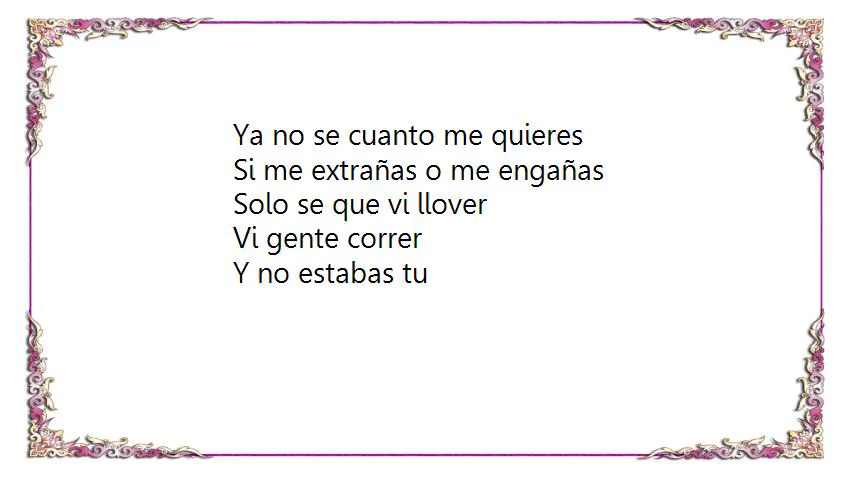 Ya no se cuanto me quieres
Si me extrañas o me engañas
Solo se que vi llover
Vi gente correr
Y no estabas tu